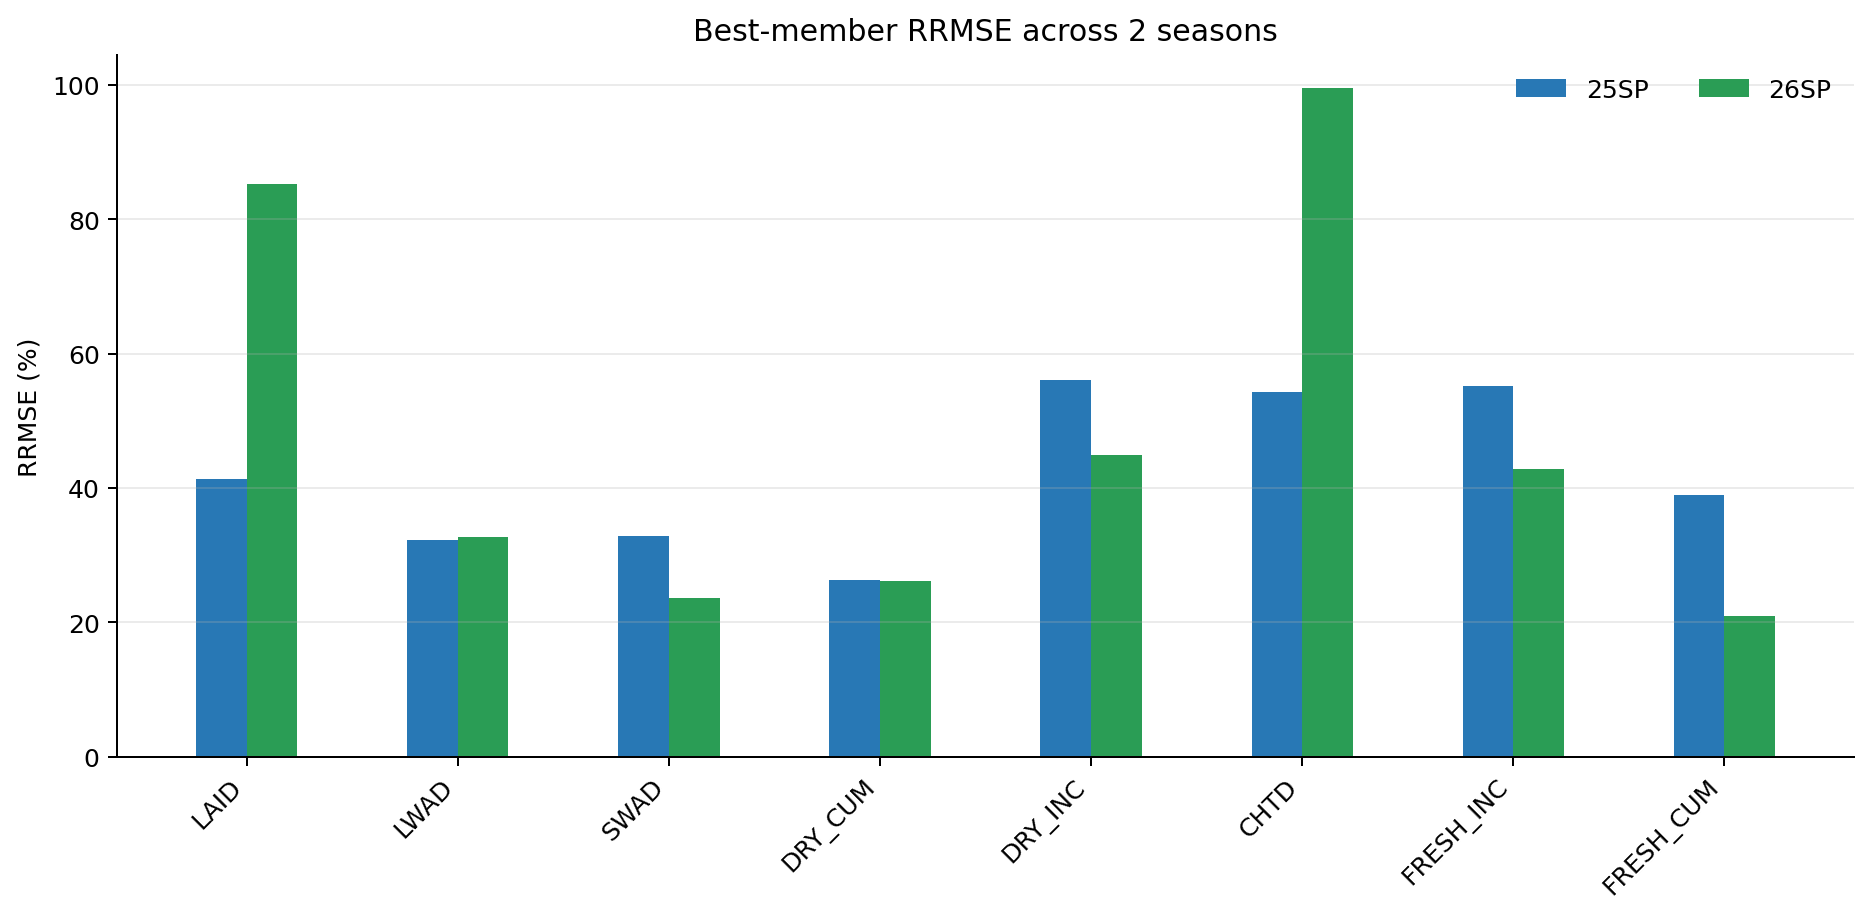 Best-member RRMSE across 2 seasons
25SP 26SP
RRMSE (%)
100
80
60
40
20
0
LAID LWAD SWAD DRY_CUM DRY_INC CHTD FRESH_INC FRESH_CUM